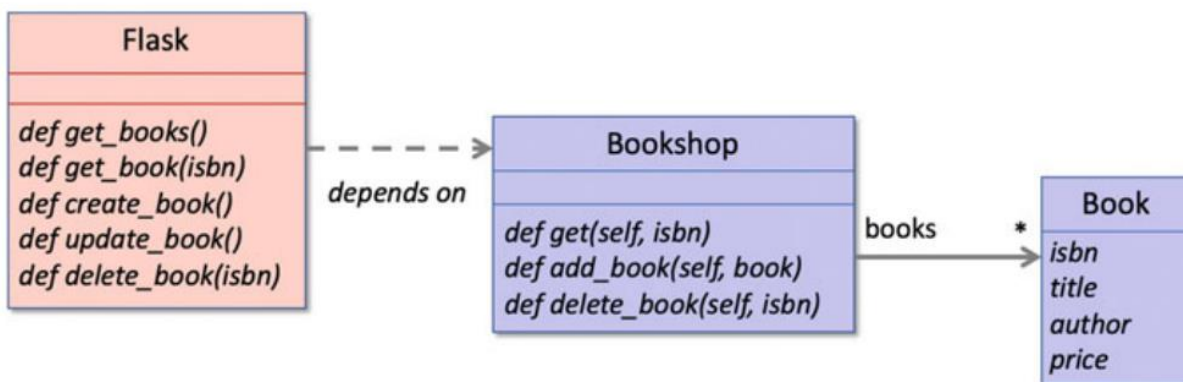 Flask
def get_books()
def get_book(isbn)
def create_book()
def update_book()
def delete_book(isbn)
depends on
Bookshop
def get(self, isbn)
def add_book(self, book)
def delete_book(self, isbn)
books *
Book
isbn
title
author
price